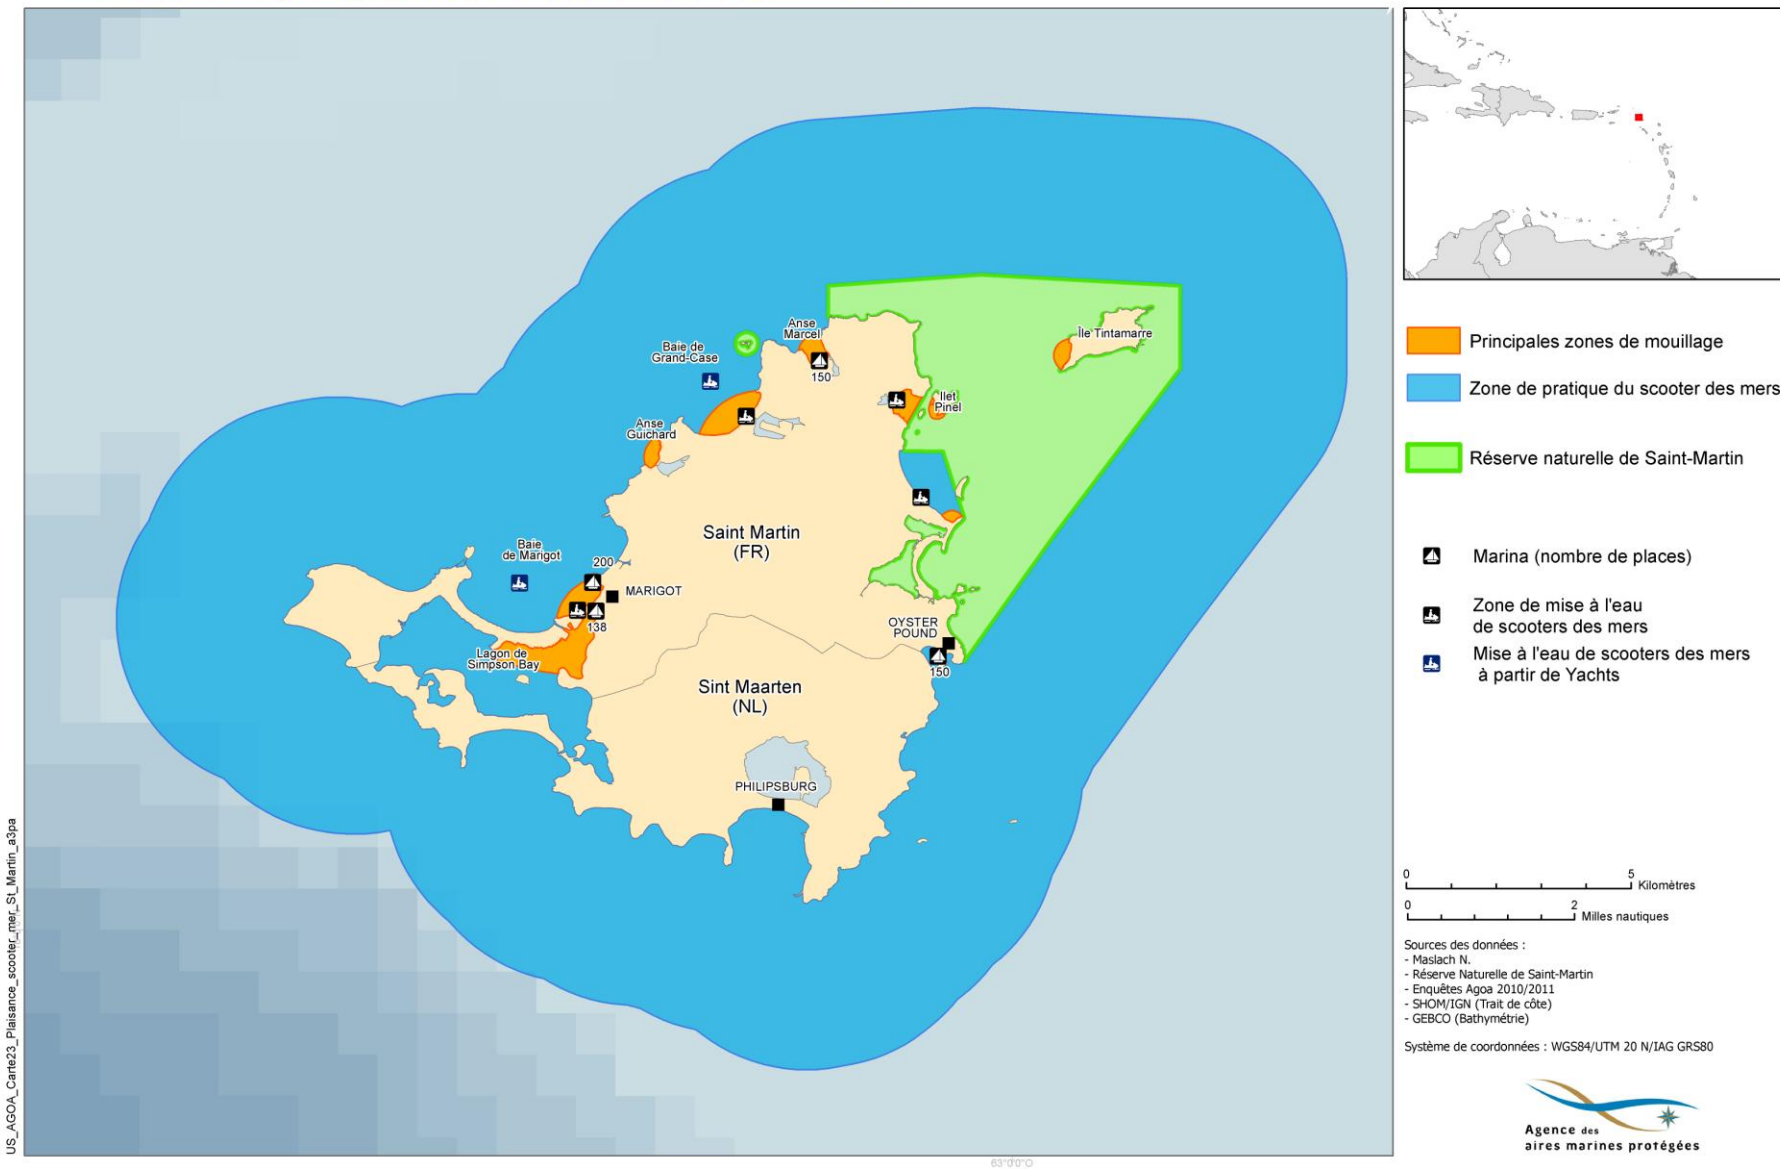 Anse
Marcel
150
Baie de
Grand-Case
Île Tintamarre
Ilet
Pinel
Anse
Guichard
Saint Martin
(FR)
Baie
de Marigot
200
MARIGOT
138
OYSTER
POUND
150
Lagon de
Simpson Bay
Sint Maarten
(NL)
PHILIPSBURG
63°0'0"O
US_AGOA_Carte23_Plaisance_scooter_mer_St_Martin_a3pa
Principales zones de mouillage
Zone de pratique du scooter des mers
Réserve naturelle de Saint-Martin
Marina (nombre de places)
Zone de mise à l'eau
de scooters des mers
Mise à l'eau de scooters des mers
à partir de Yachts
0 5
Kilomètres
0 2
Milles nautiques
Sources des données :
- Maslach N.
- Réserve Naturelle de Saint-Martin
- Enquêtes Agoa 2010/2011
- SHOM/IGN (Trait de côte)
- GEBCO (Bathymétrie)
Système de coordonnées : WGS84/UTM 20 N/IAG GRS80
Agence des
aires marines protégées